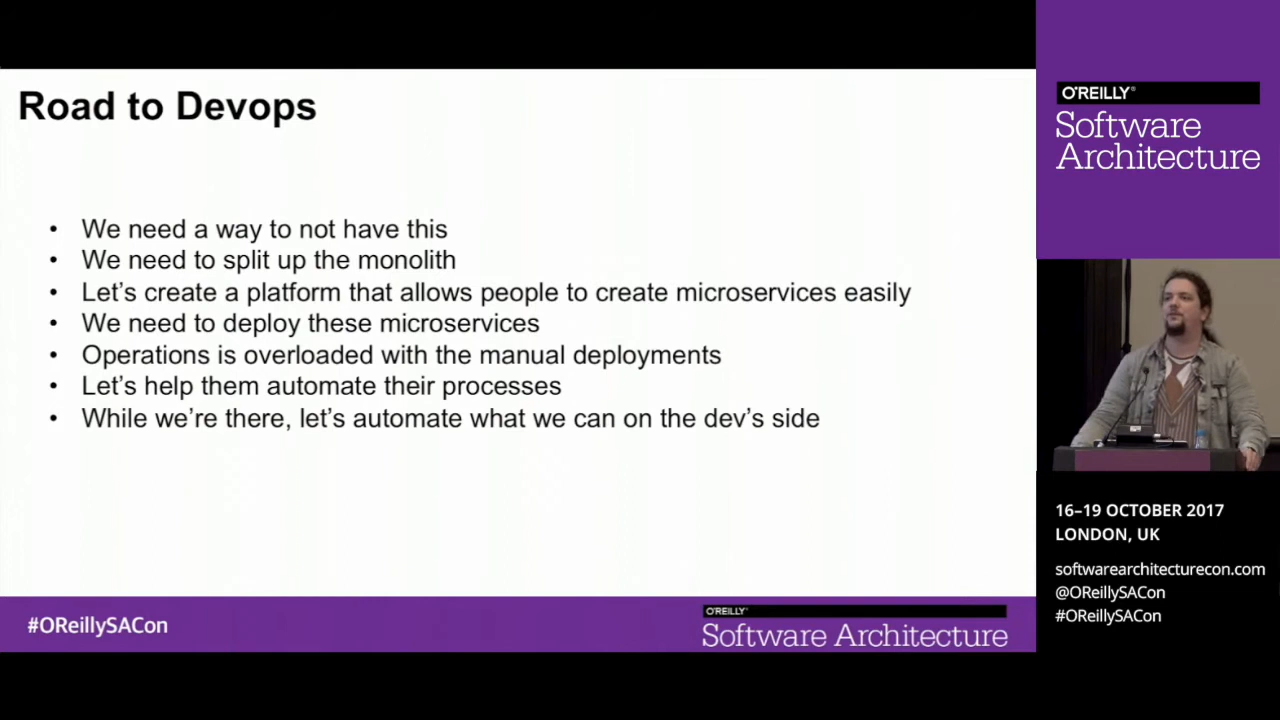 Road to Devops
• We need a way to not have this
• We need to split up the monolith
• Let's create a platform that allows people to create microservices easily
• We need to deploy these microservices
• Operations is overloaded with the manual deployments
• Let's help them automate their processes
• While we're there, let's automate what we can on the dev's side
#OReillySACon
O'REILLY®
Software Architecture
O'REILLY®
Software
Architecture
16–19 OCTOBER 2017
LONDON, UK
softwarearchitecturecon.com
@OReillySACon
#OReillySACon